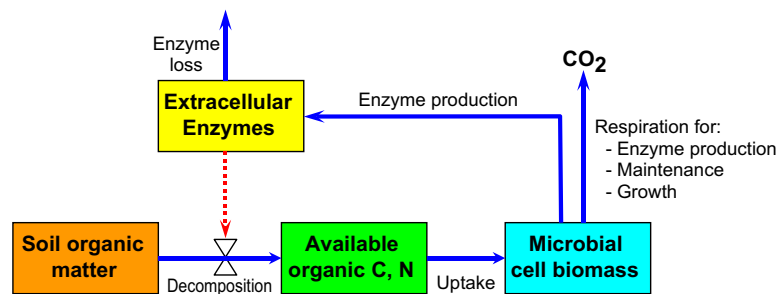 Enzyme
loss
CO2
Extracellular
Enzymes
Enzyme production
Respiration for:
- Enzyme production
- Maintenance
- Growth
Soil organic
matter
Decomposition
Available
organic C, N
Uptake
Microbial
cell biomass